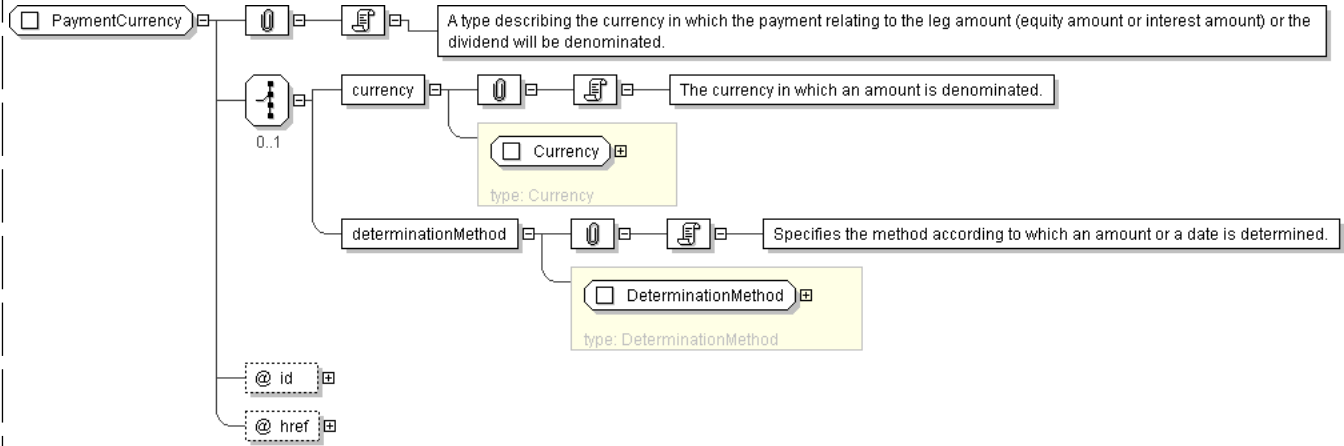 PaymentCurrency
A type describing the currency in which the payment relating to the leg amount (equity amount or interest amount) or the
dividend will be denominated.
currency
The currency in which an amount is denominated.
0..1
Currency
type: Currency
determinationMethod
Specifies the method according to which an amount or a date is determined.
DeterminationMethod
type: DeterminationMethod
@ id
@ href